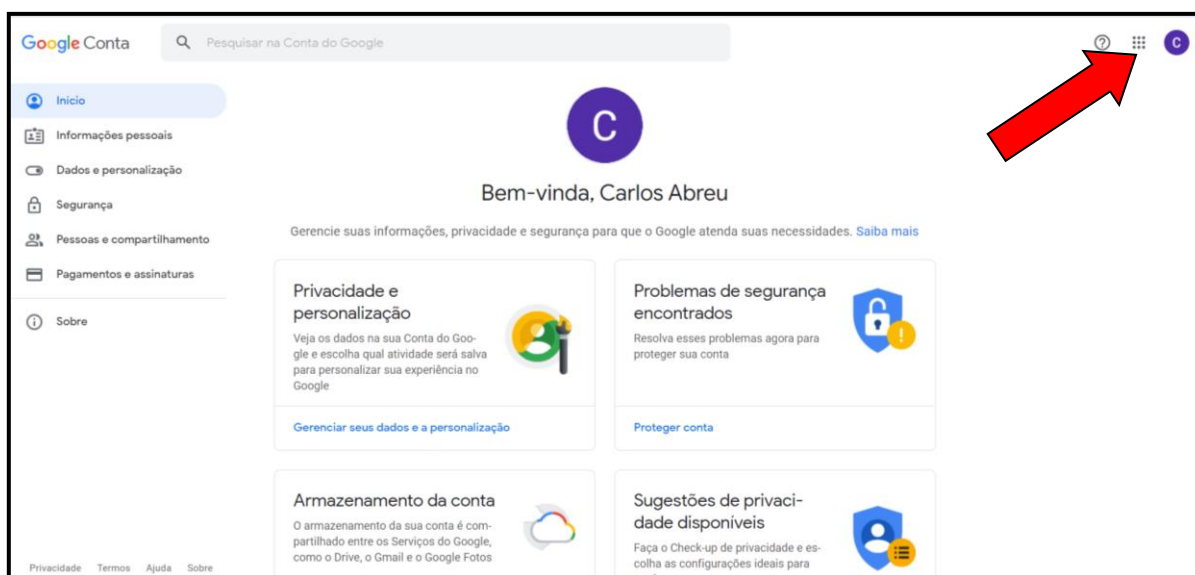 Google Conta
Pesquisar na Conta do Google
C
Início
Informações pessoais
Dados e personalização
Segurança
Pessoas e compartilhamento
Pagamentos e assinaturas
Sobre
C
Bem-vinda, Carlos Abreu
Gerencie suas informações, privacidade e segurança para que o Google atenda suas necessidades. Saiba mais
Privacidade e
personalização
Veja os dados na sua Conta do Goo-
gle e escolha qual atividade será salva
para personalizar sua experiência no
Google
Gerenciar seus dados e a personalização
Problemas de segurança
encontrados
Resolva esses problemas agora para
proteger sua conta
Proteger conta
Armazenamento da conta
O armazenamento da sua conta é com-
partilhado entre os Serviços do Google,
como o Drive, o Gmail e o Google Fotos
Sugestões de privaci-
dade disponíveis
Faça o Check-up de privacidade e es-
colha as configurações ideais para
Privacidade Termos Ajuda Sobre